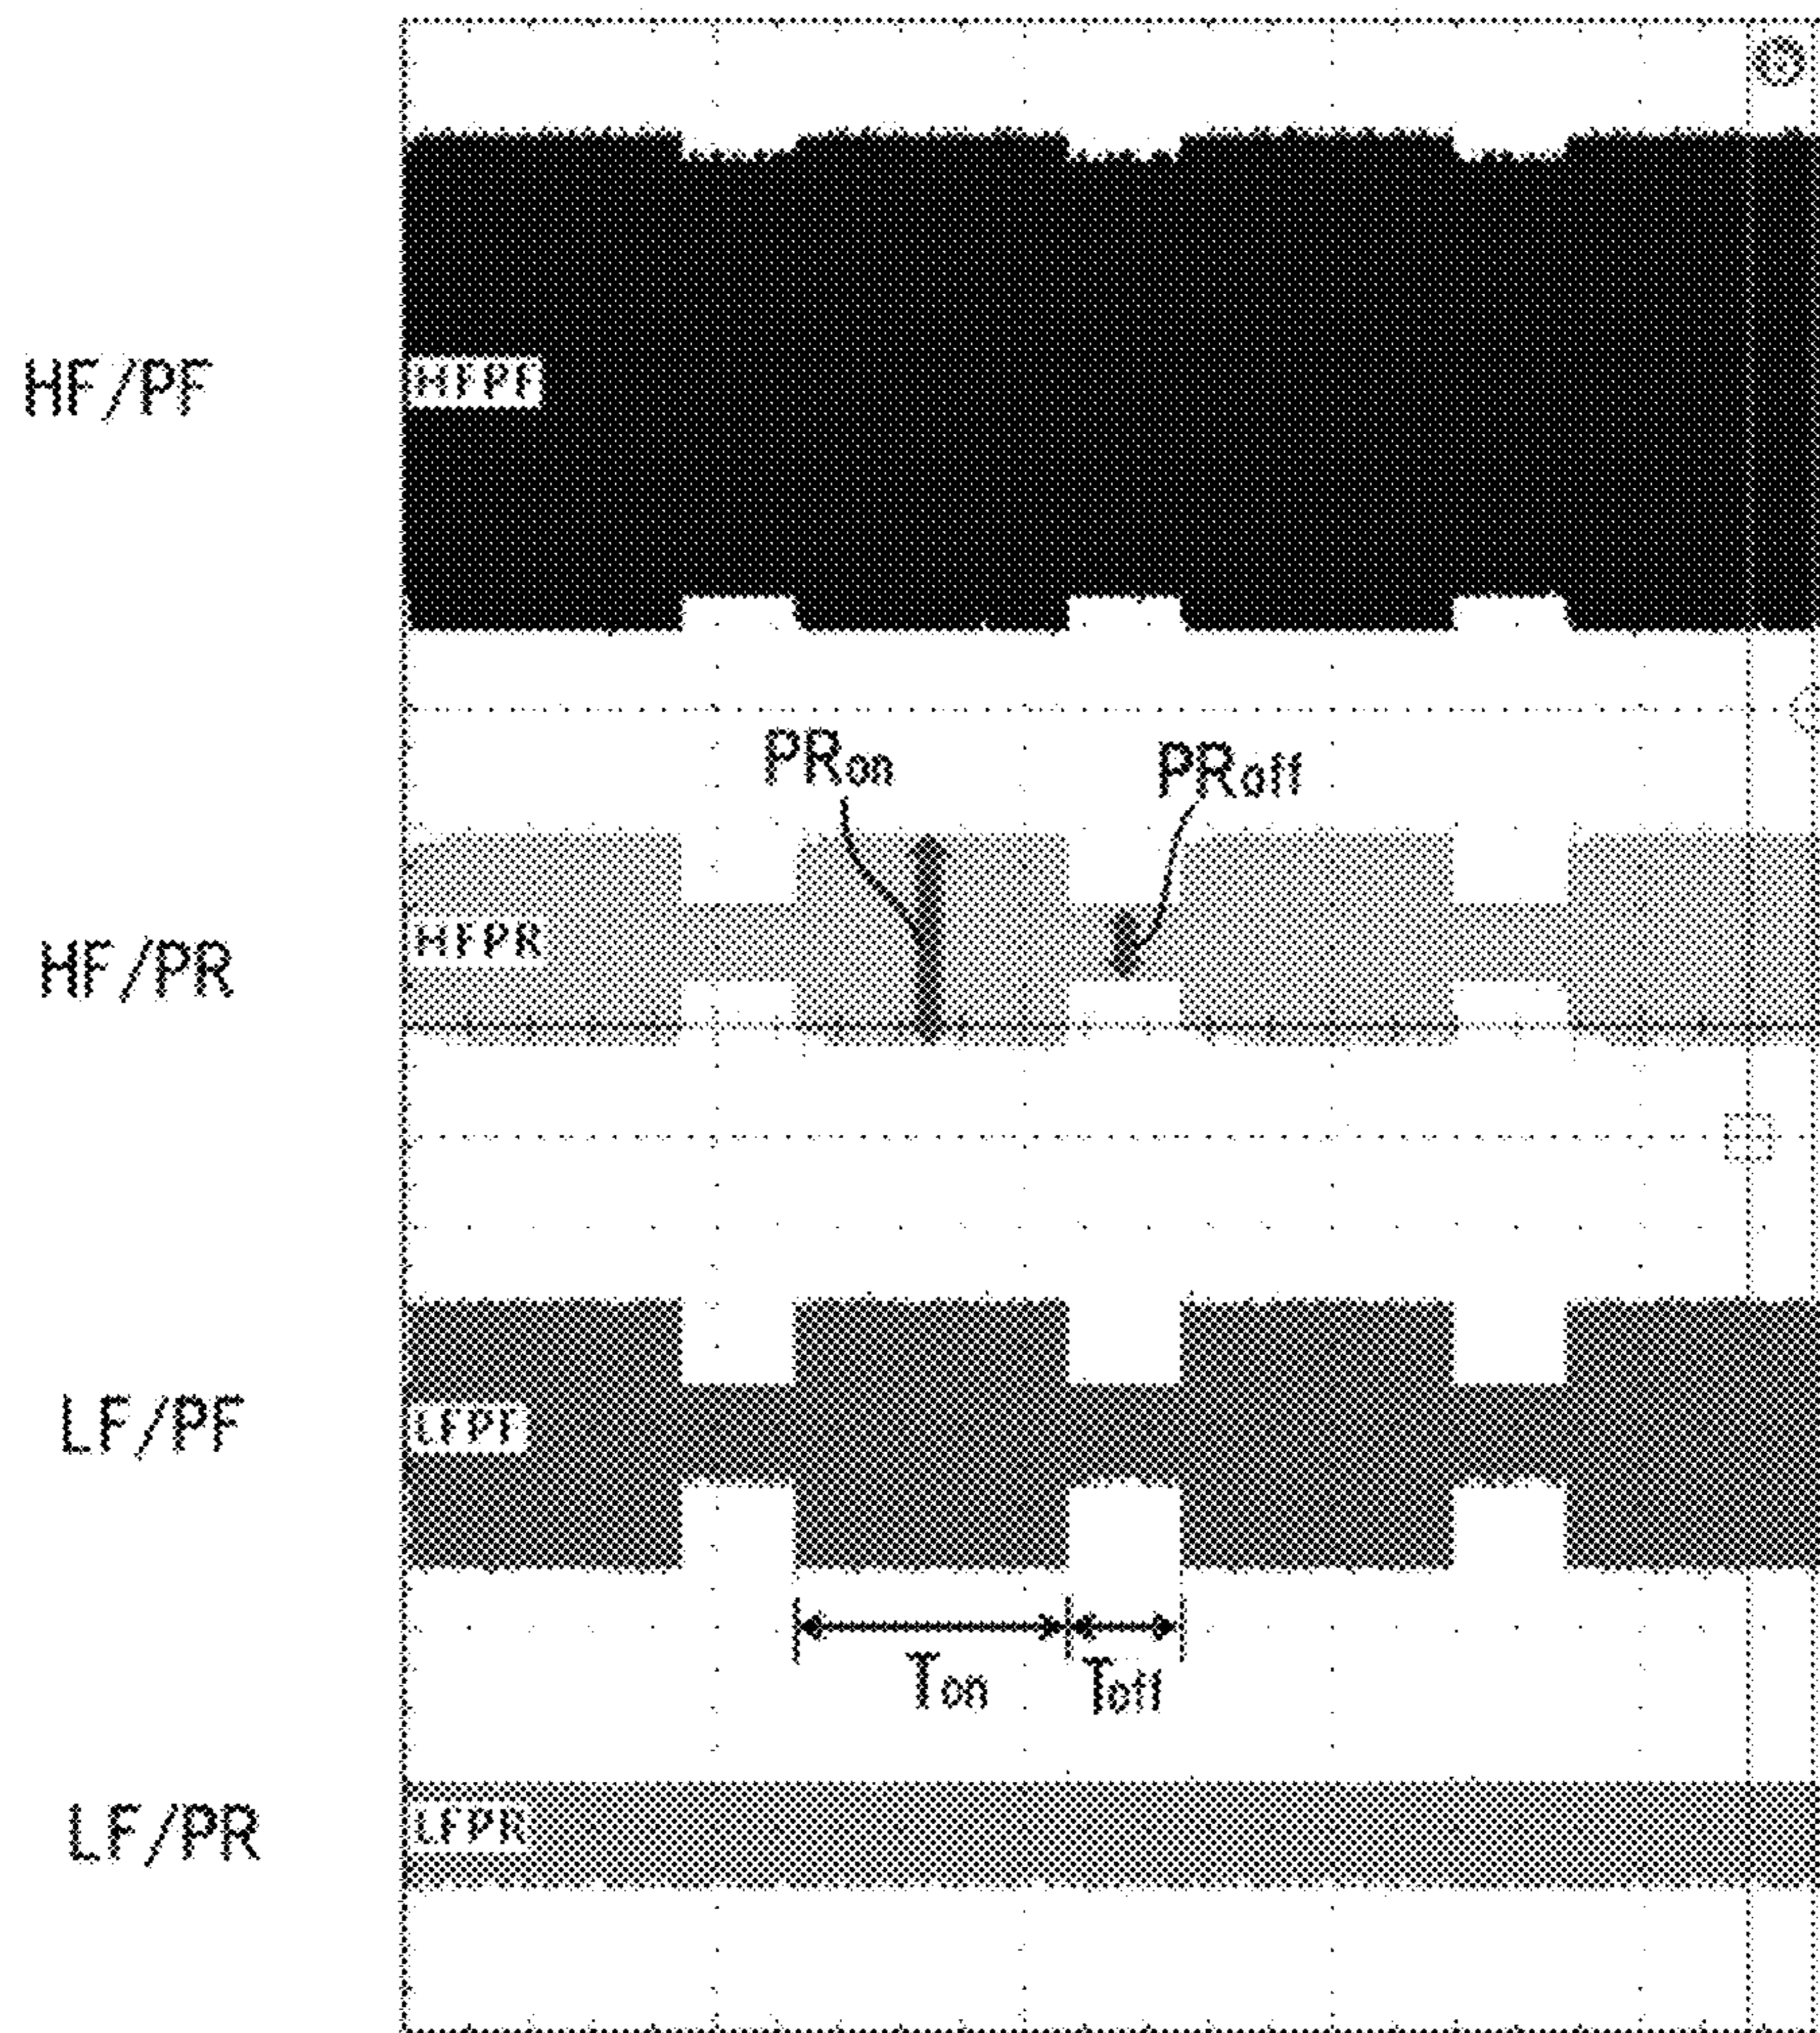 HF/PF
HFPF
PRon
PRoff
HF/PR
HFPR
LF/PF
LFPF
Ton
Toff
LF/PR
LFPR